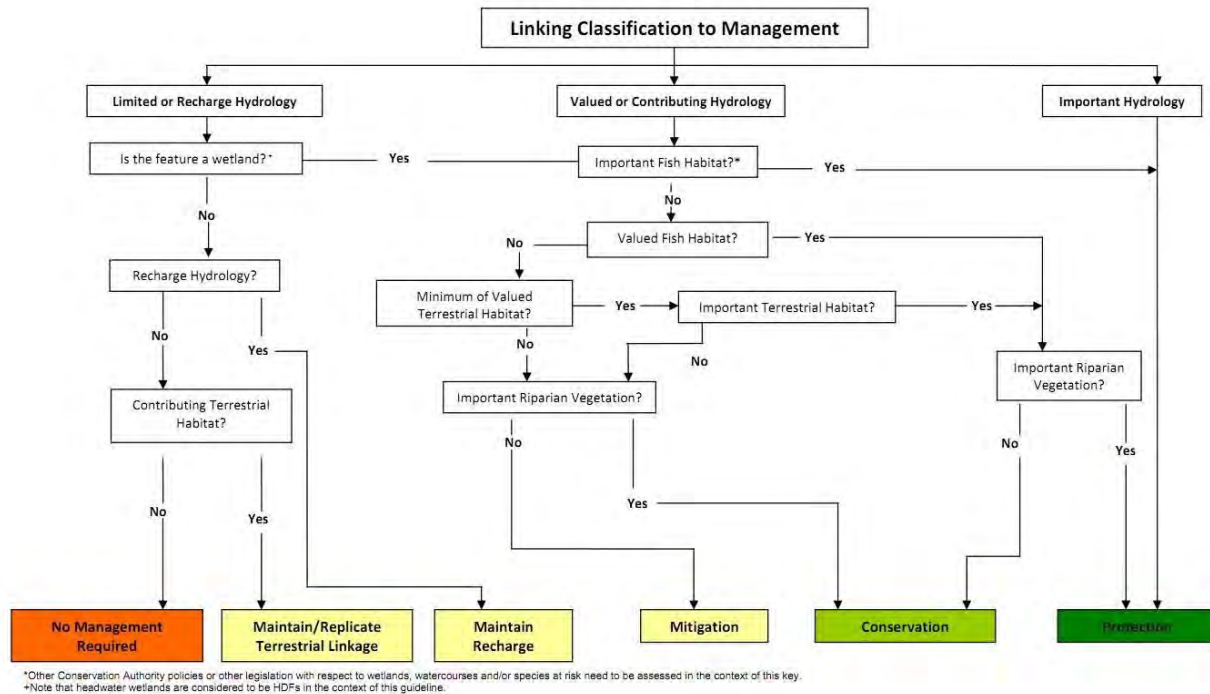 Linking Classification to Management
Limited or Recharge Hydrology
Valued or Contributing Hydrology
Important Hydrology
Is the feature a wetland?+
Yes
Important Fish Habitat?*
Yes
No
No
Valued Fish Habitat?
Yes
No
Recharge Hydrology?
Minimum of Valued
Terrestrial Habitat?
Yes
Important Terrestrial Habitat?
Yes
No
Yes
No
No
Important Riparian
Vegetation?
Contributing Terrestrial
Habitat?
Important Riparian Vegetation?
No
No
Yes
Yes
No
Yes
No Management
Required
Maintain/Replicate
Terrestrial Linkage
Maintain
Recharge
Mitigation
Conservation
Protection
*Other Conservation Authority policies or other legislation with respect to wetlands, watercourses and/or species at risk need to be assessed in the context of this key.
+Note that headwater wetlands are considered to be HDFs in the context of this guideline.